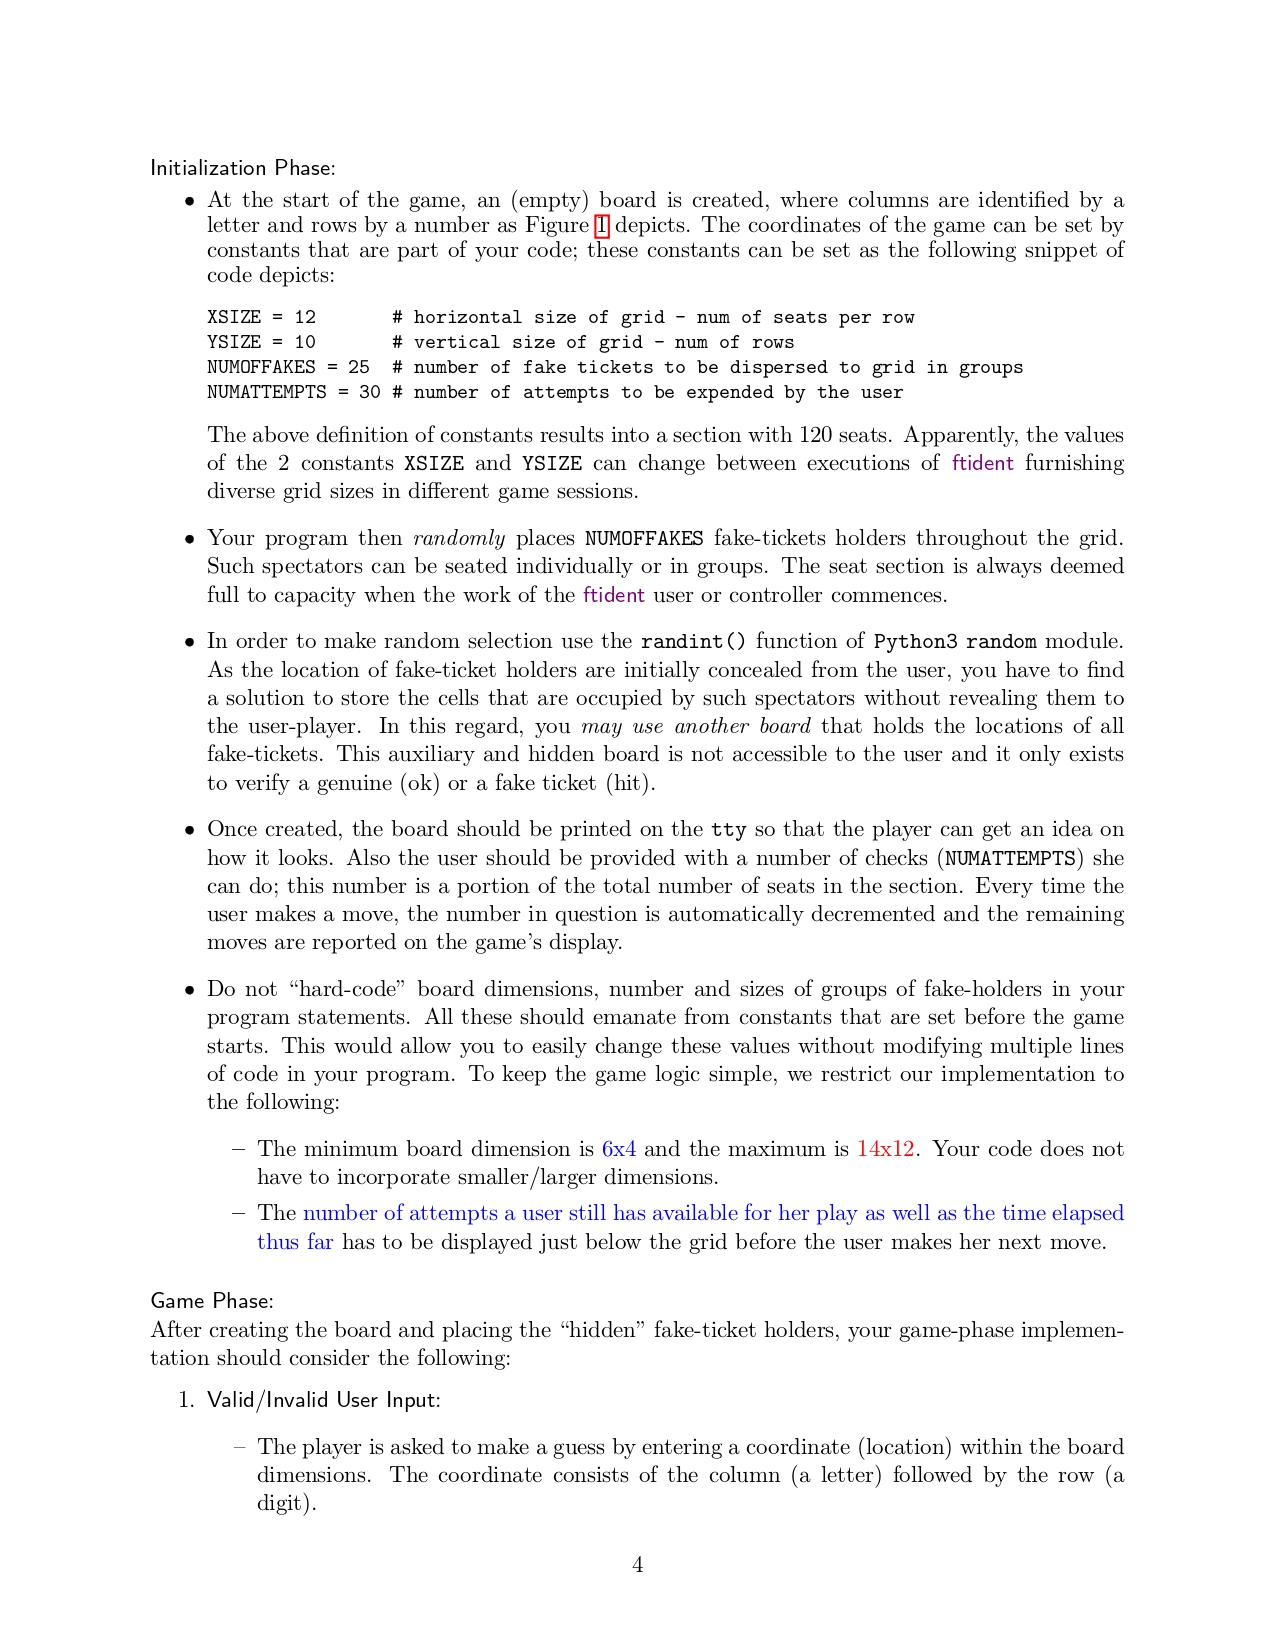 Initialization Phase:
• At the start of the game, an (empty) board is created, where columns are identified by a
letter and rows by a number as Figure 1 depicts. The coordinates of the game can be set by
constants that are part of your code; these constants can be set as the following snippet of
code depicts:
XSIZE = 12 # horizontal size of grid - num of seats per row
YSIZE = 10 # vertical size of grid - num of rows
NUMOFFAKES = 25 # number of fake tickets to be dispersed to grid in groups
NUMATTEMPTS = 30 # number of attempts to be expended by the user
The above definition of constants results into a section with 120 seats. Apparently, the values
of the 2 constants XSIZE and YSIZE can change between executions of ftident furnishing
diverse grid sizes in different game sessions.
• Your program then randomly places NUMOFFAKES fake-tickets holders throughout the grid.
Such spectators can be seated individually or in groups. The seat section is always deemed
full to capacity when the work of the ftident user or controller commences.
• In order to make random selection use the randint() function of Python3 random module.
As the location of fake-ticket holders are initially concealed from the user, you have to find
a solution to store the cells that are occupied by such spectators without revealing them to
the user-player. In this regard, you may use another board that holds the locations of all
fake-tickets. This auxiliary and hidden board is not accessible to the user and it only exists
to verify a genuine (ok) or a fake ticket (hit).
• Once created, the board should be printed on the tty so that the player can get an idea on
how it looks. Also the user should be provided with a number of checks (NUMATTEMPTS) she
can do; this number is a portion of the total number of seats in the section. Every time the
user makes a move, the number in question is automatically decremented and the remaining
moves are reported on the game's display.
• Do not “hard-code” board dimensions, number and sizes of groups of fake-holders in your
program statements. All these should emanate from constants that are set before the game
starts. This would allow you to easily change these values without modifying multiple lines
of code in your program. To keep the game logic simple, we restrict our implementation to
the following:
– The minimum board dimension is 6x4 and the maximum is 14x12. Your code does not
have to incorporate smaller/larger dimensions.
– The number of attempts a user still has available for her play as well as the time elapsed
thus far has to be displayed just below the grid before the user makes her next move.
Game Phase:
After creating the board and placing the “hidden” fake-ticket holders, your game-phase implemen-
tation should consider the following:
1. Valid/Invalid User Input:
– The player is asked to make a guess by entering a coordinate (location) within the board
dimensions. The coordinate consists of the column (a letter) followed by the row (a
digit).
4